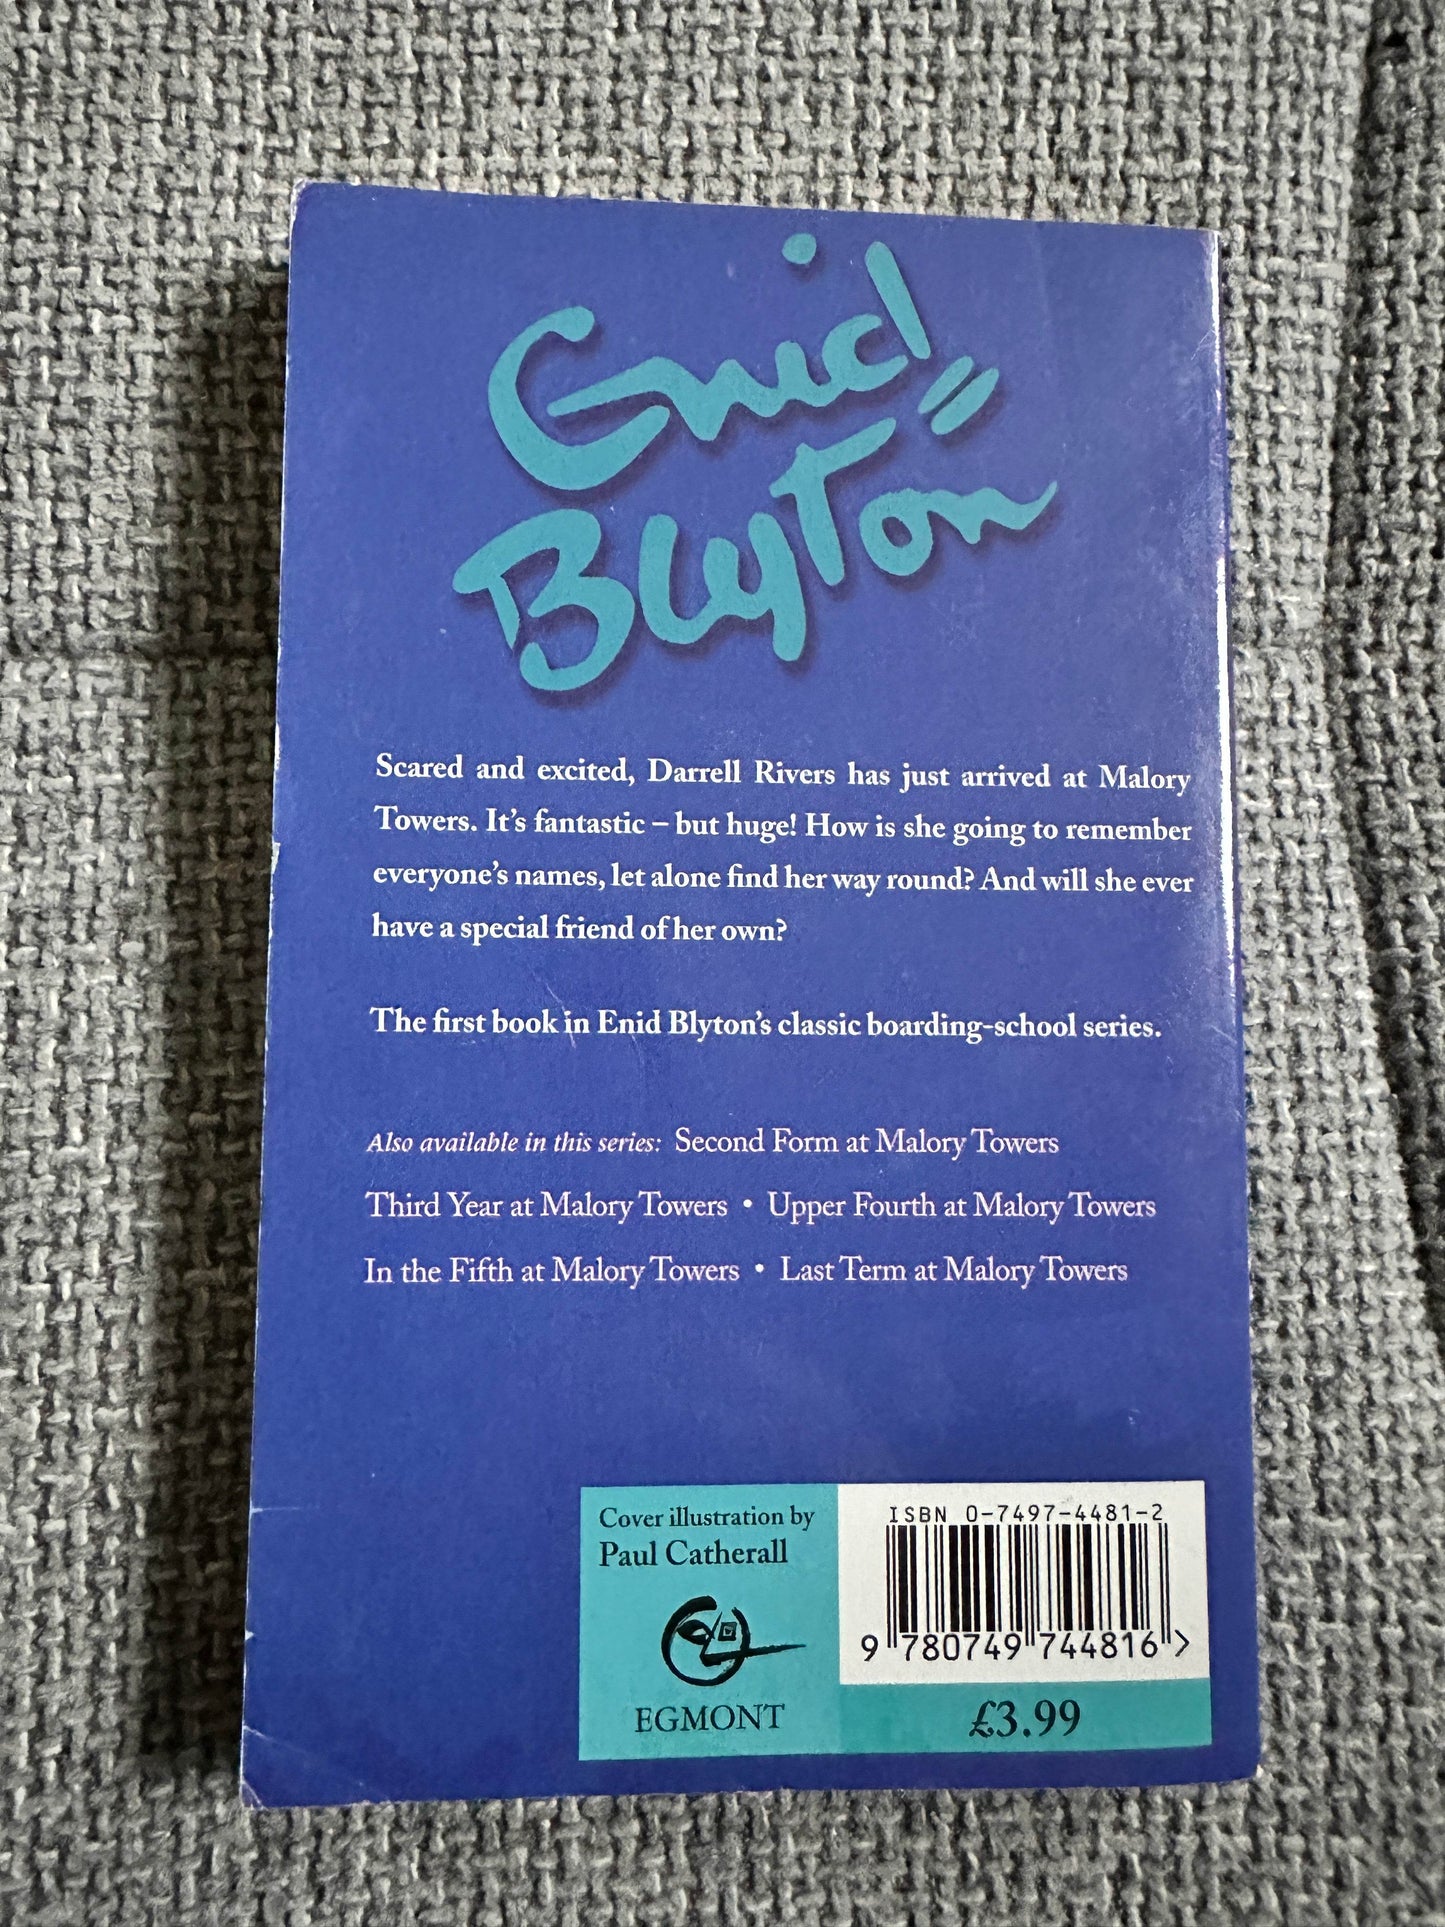 Enid
Blyton
Scared and excited, Darrell Rivers has just arrived at Malory
Towers. It's fantastic – but huge! How is she going to remember
everyone's names, let alone find her way round? And will she ever
have a special friend of her own?
The first book in Enid Blyton's classic boarding-school series.
Also available in this series: Second Form at Malory Towers
Third Year at Malory Towers • Upper Fourth at Malory Towers
In the Fifth at Malory Towers • Last Term at Malory Towers
Cover illustration by
Paul Catherall
EGMONT
ISBN 0-7497-4481-2
9 780749 744816 >
£3.99